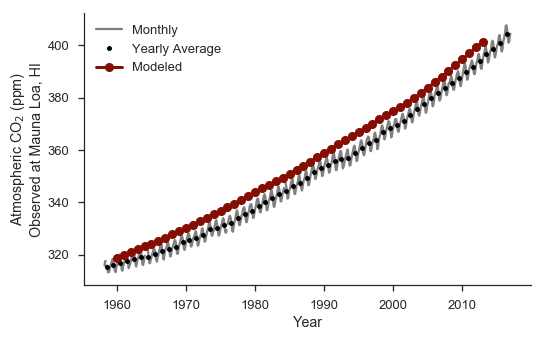 Monthly
Yearly Average
Modeled
400
380
360
340
320
Atmospheric CO₂ (ppm)
Observed at Mauna Loa, HI
1960 1970 1980 1990 2000 2010
Year